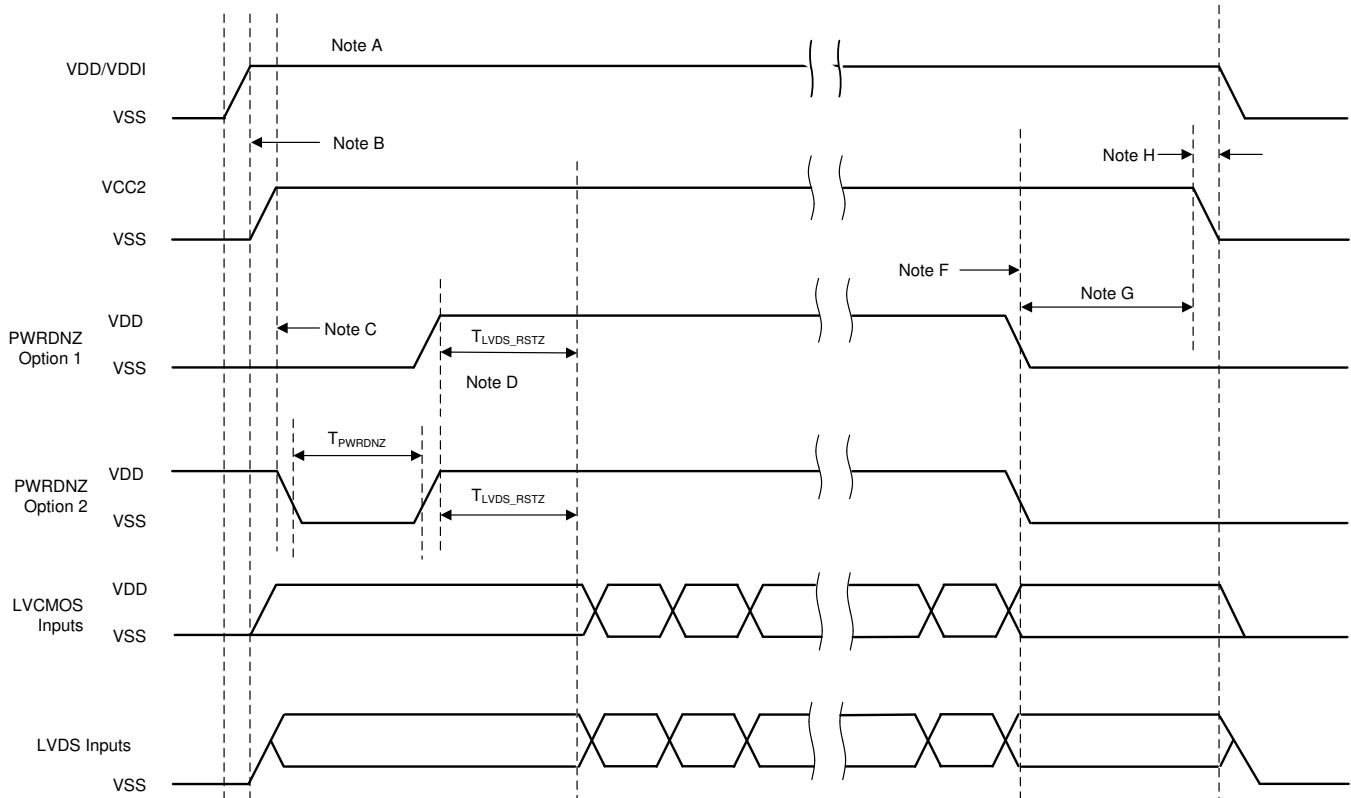 Note A
VDD/VDDI
VSS
Note B
Note H
VCC2
VSS
Note F
Note G
VDD
PWRDNZ
Option 1
Note C
TLVDS_RSTZ
VSS
Note D
TPWRDNZ
VDD
PWRDNZ
Option 2
TLVDS_RSTZ
VSS
VDD
LVCMOS
Inputs
VSS
LVDS Inputs
VSS